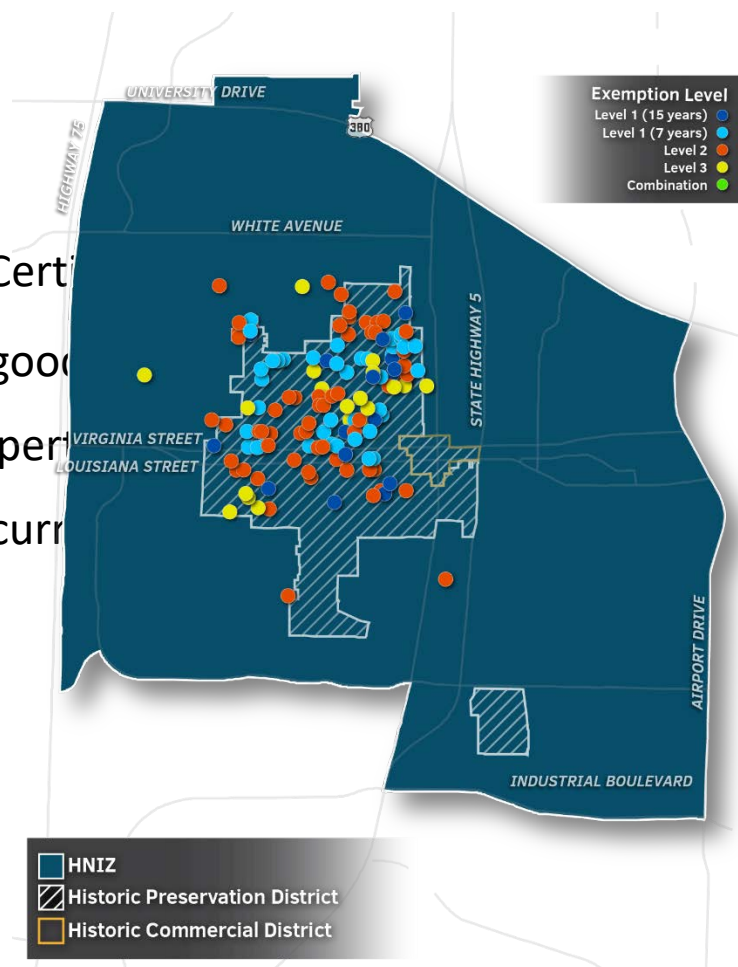 UNIVERSITY DRIVE
380
HIGHWAY 75
Exemption Level
Level 1 (15 years)
Level 1 (7 years)
Level 2
Level 3
Combination
WHITE AVENUE
Certi
STATE HIGHWAY 5
good
VIRGINIA STREET
pert
LOUISIANA STREET
curr
AIRPORT DRIVE
INDUSTRIAL BOULEVARD
HNIZ
Historic Preservation District
Historic Commercial District